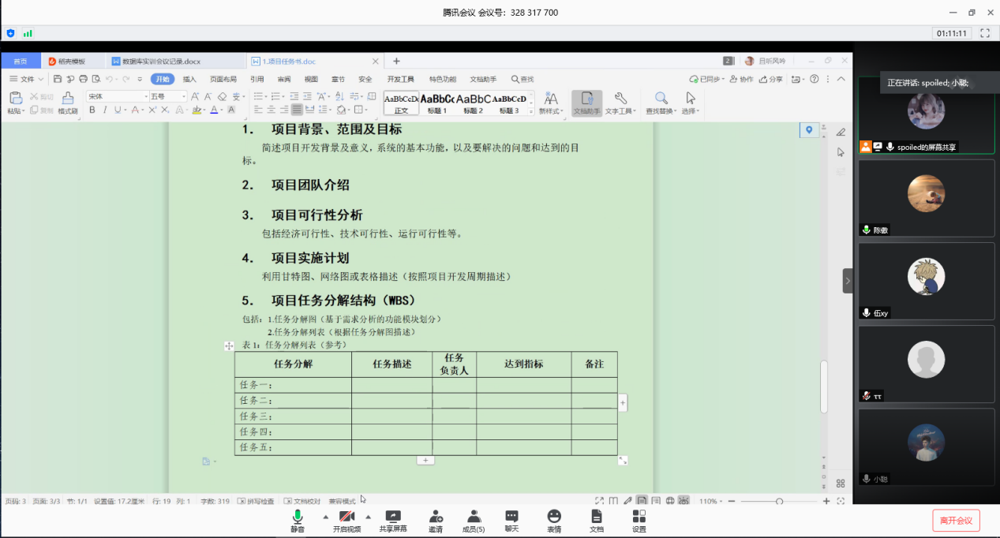 腾讯会议 会议号：328 317 700
01:11:11
首页 稻壳模板 数据库实训会议记录.docx 1.项目任务书.doc 2 且听风吟
文件 开始 插入 页面布局 引用 审阅 视图 章节 安全 开发工具 特色功能 文档助手 查找 已同步 协作 分享
粘贴 剪切 复制 格式刷 宋体 五号
B I U
AaBbCcDd 正文 AaBbCc 标题 1 AaBbC 标题 2 AaBbCcD 标题 3 新样式 文档助手 文字工具 查找替换 选择
正在讲话: spoiled; 小聪;
1. 项目背景、范围及目标
简述项目开发背景及意义，系统的基本功能，以及要解决的问题和达到的目
标。
2. 项目团队介绍
3. 项目可行性分析
包括经济可行性、技术可行性、运行可行性等。
4. 项目实施计划
利用甘特图、网络图或表格描述（按照项目开发周期描述）
5. 项目任务分解结构（WBS）
包括：1.任务分解图（基于需求分析的功能模块划分）
2.任务分解列表（根据任务分解图描述）
表 1：任务分解列表（参考）
任务分解 任务描述 任务 负责人 达到指标 备注
任务一：
任务二：
任务三：
任务四：
任务五：
spoiled的屏幕共享
陈傲
伍xy
ττ
小聪
页码: 3 页面: 3/3 节: 1/1 设置值: 17.2厘米 行: 19 列: 1 字数: 319 拼写检查 文档校对 兼容模式 110%
静音 开启视频 共享屏幕 邀请 成员(5) 聊天 表情 文档 设置 离开会议